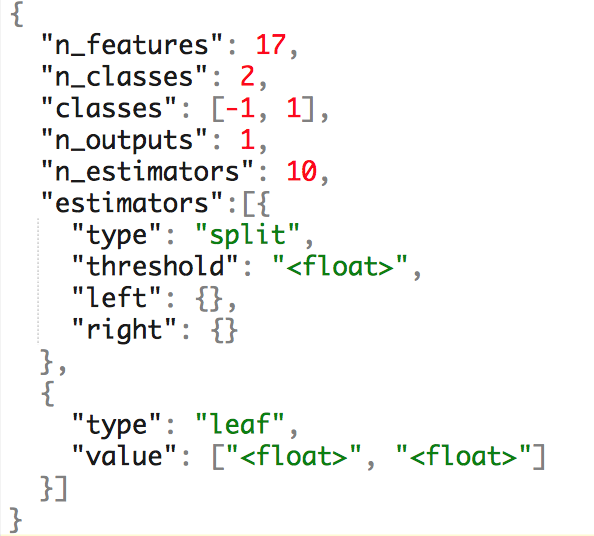 {
"n_features": 17,
"n_classes": 2,
"classes": [-1, 1],
"n_outputs": 1,
"n_estimators": 10,
"estimators":[{
"type": "split",
"threshold": "<float>",
"left": {},
"right": {}
},
{
"type": "leaf",
"value": ["<float>", "<float>"]
}]
}